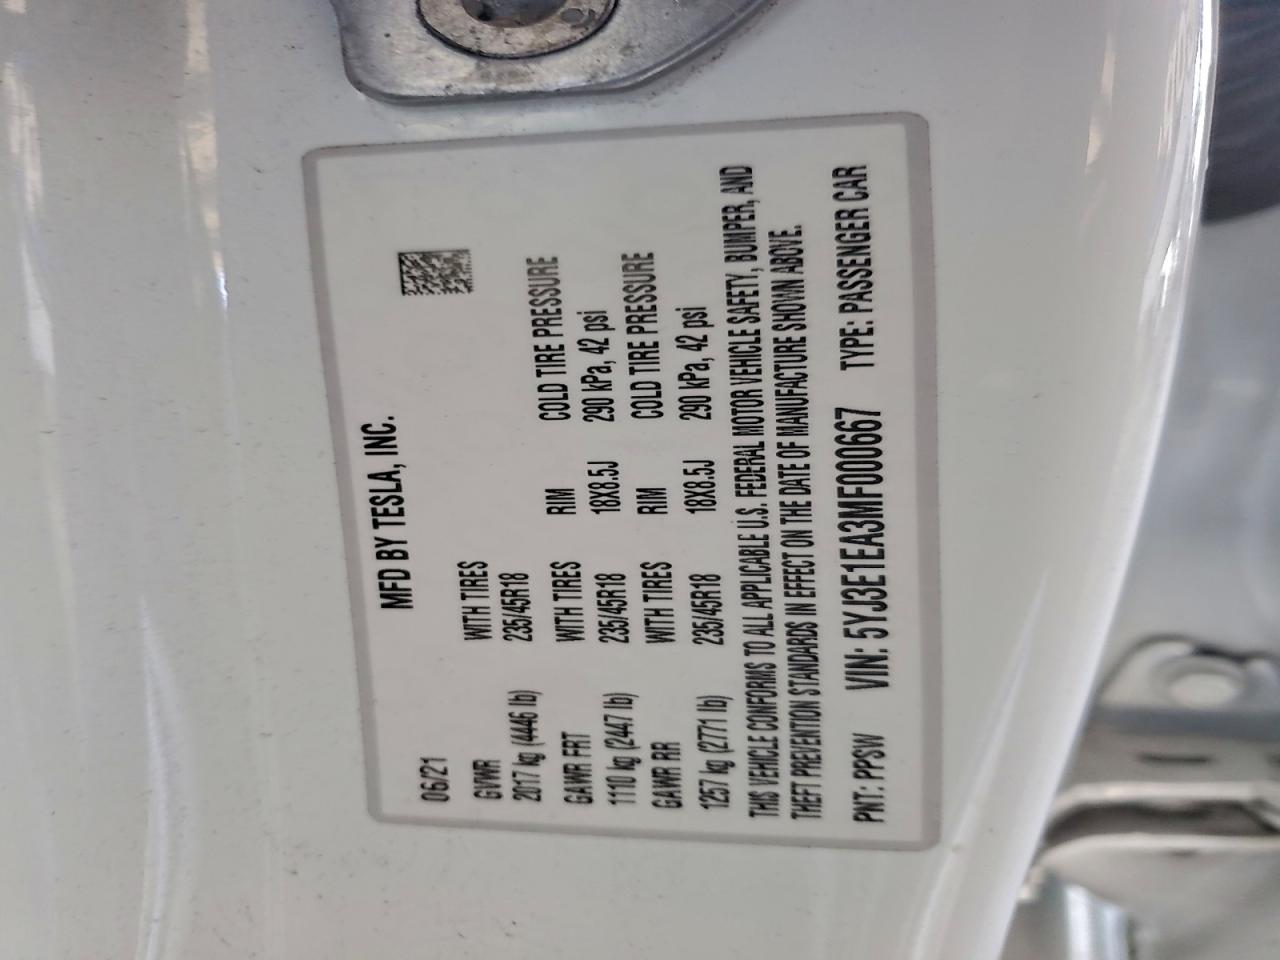 MFD BY TESLA, INC.
06/21
GVWR WITH TIRES
2017 kg (4446 lb) 235/45R18
GAWR FRT WITH TIRES RIM COLD TIRE PRESSURE
1110 kg (2447 lb) 235/45R18 18X8.5J 290 kPa, 42 psi
GAWR RR WITH TIRES RIM COLD TIRE PRESSURE
1257 kg (2771 lb) 235/45R18 18X8.5J 290 kPa, 42 psi
THIS VEHICLE CONFORMS TO ALL APPLICABLE U.S. FEDERAL MOTOR VEHICLE SAFETY, BUMPER, AND
THEFT PREVENTION STANDARDS IN EFFECT ON THE DATE OF MANUFACTURE SHOWN ABOVE.
PNT: PPSW VIN: 5YJ3E1EA3MF000667 TYPE: PASSENGER CAR